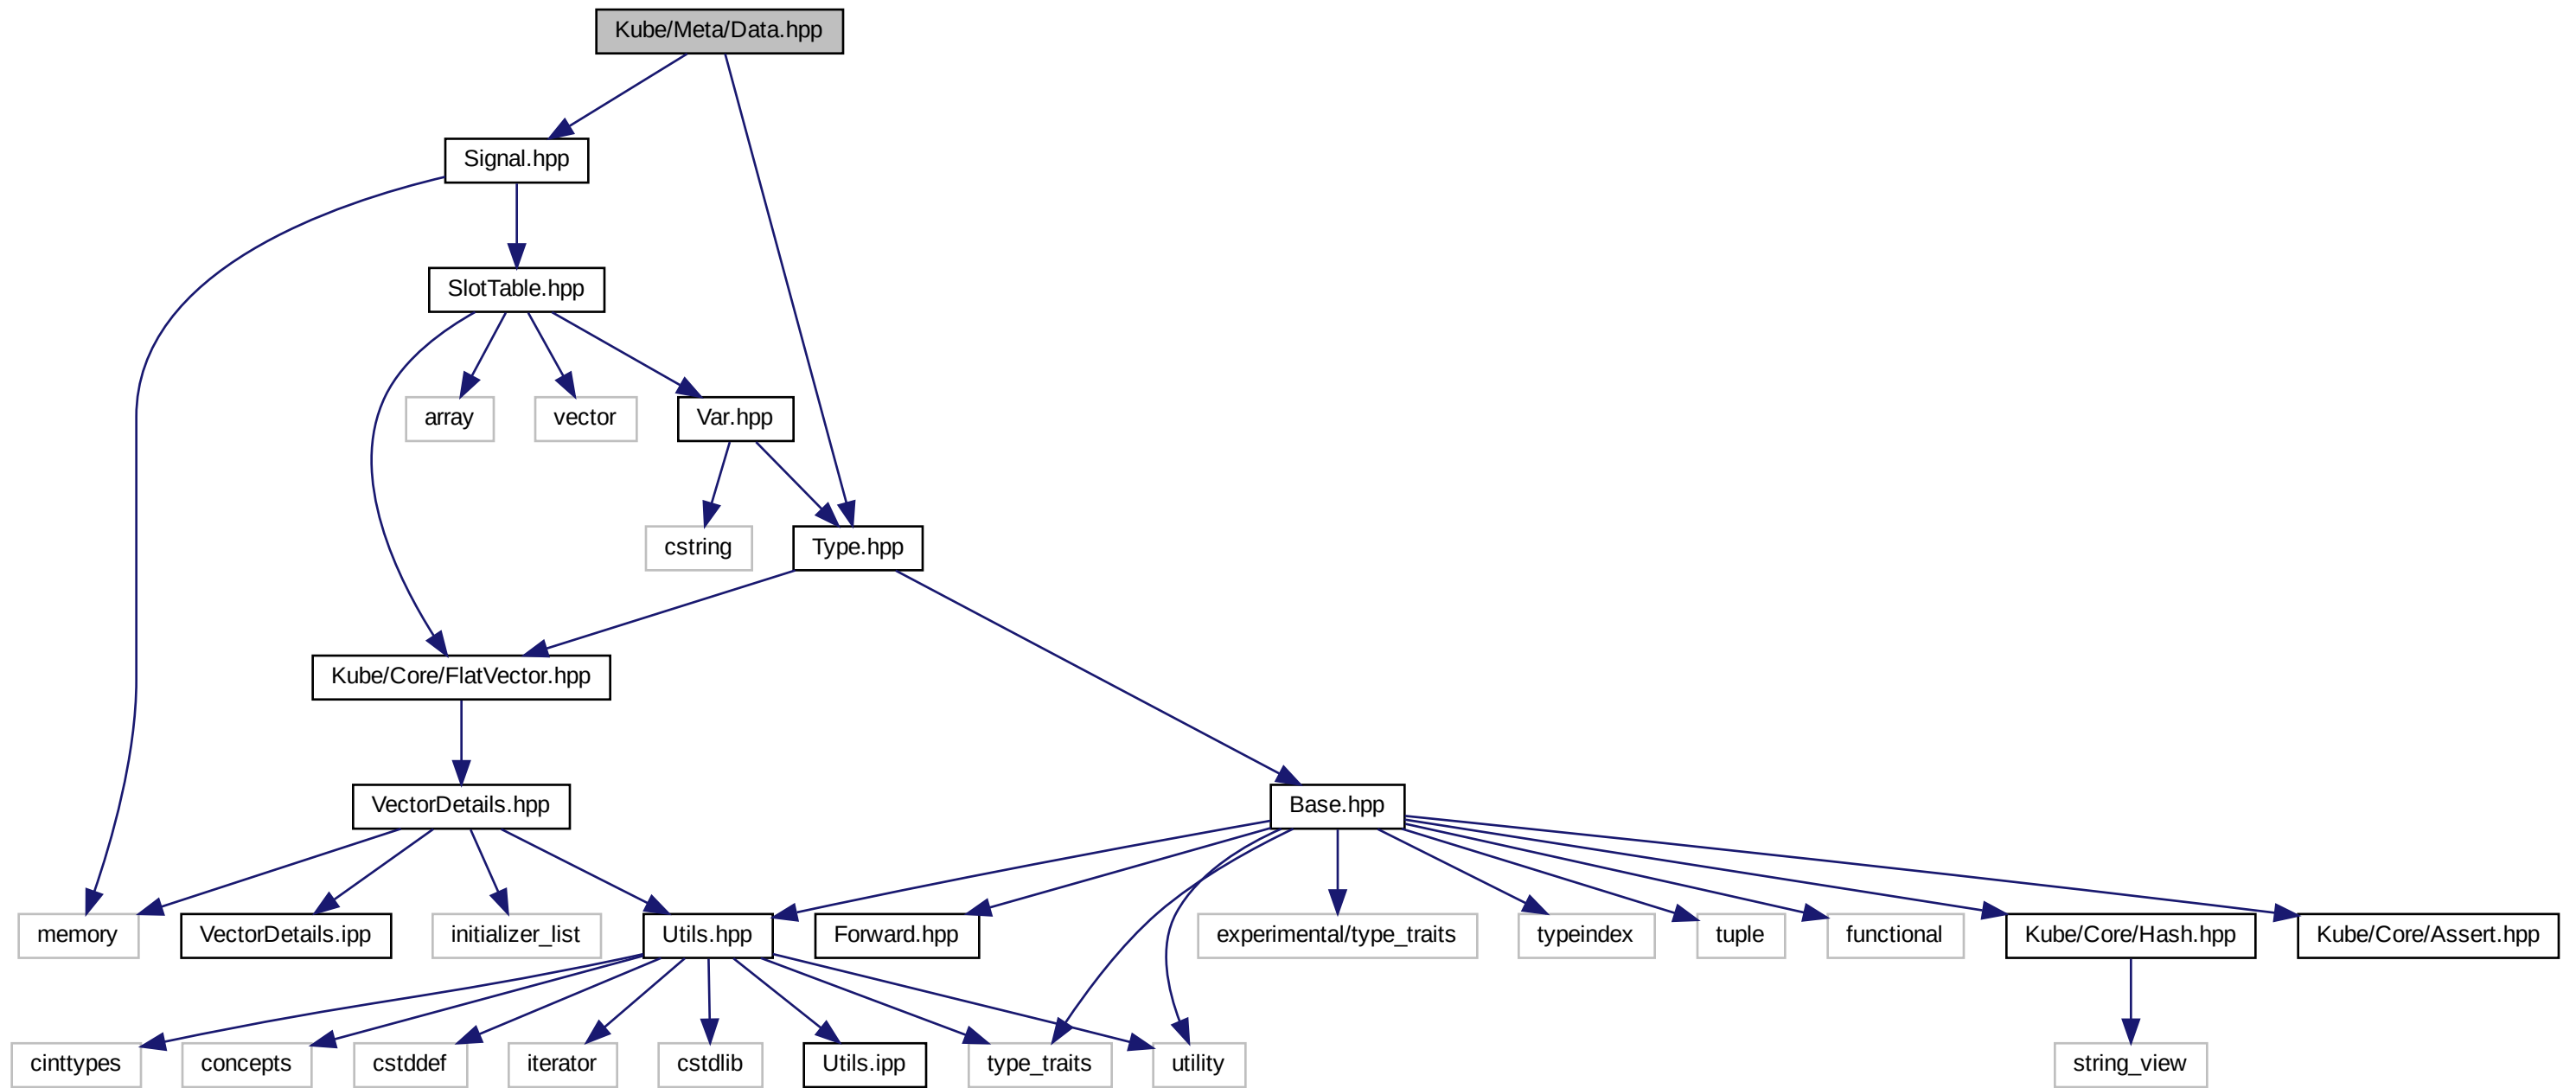 Kube/Meta/Data.hpp
Signal.hpp
SlotTable.hpp
array
vector
Var.hpp
cstring
Type.hpp
Kube/Core/FlatVector.hpp
VectorDetails.hpp
Base.hpp
memory
VectorDetails.ipp
initializer_list
Utils.hpp
Forward.hpp
experimental/type_traits
typeindex
tuple
functional
Kube/Core/Hash.hpp
Kube/Core/Assert.hpp
cinttypes
concepts
cstddef
iterator
cstdlib
Utils.ipp
type_traits
utility
string_view